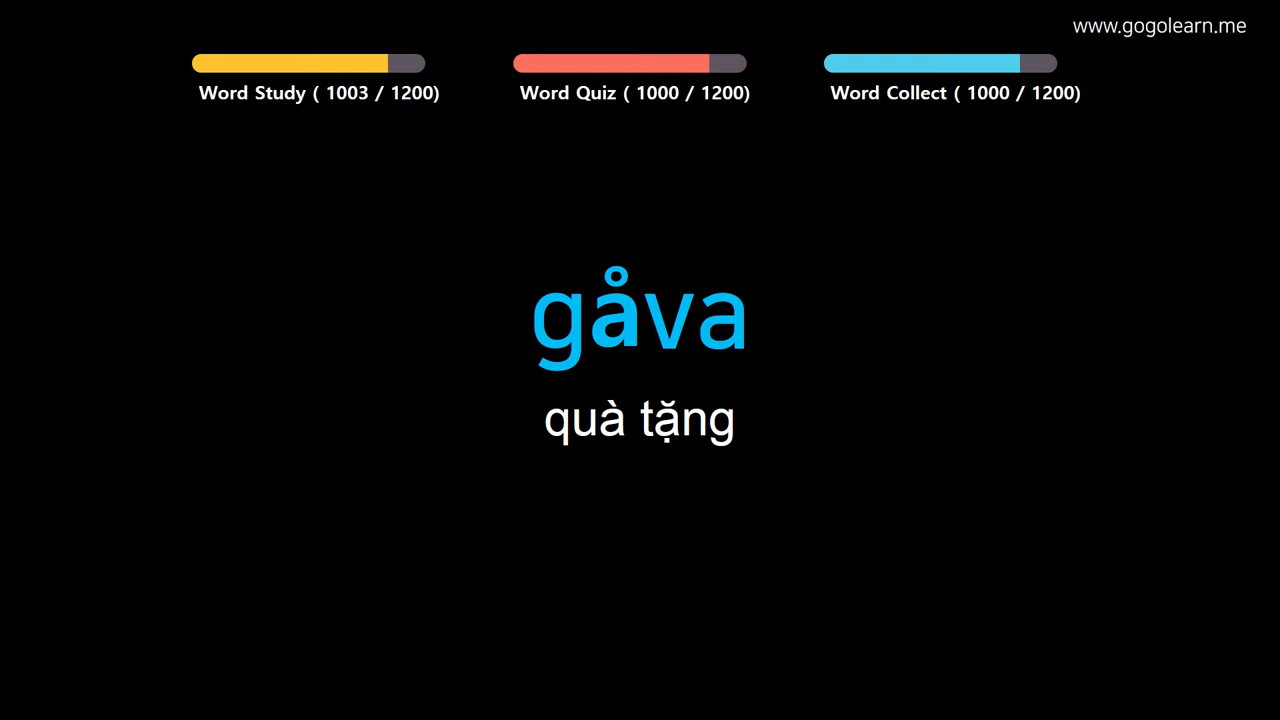 www.gogolearn.me
Word Study ( 1003 / 1200)
Word Quiz ( 1000 / 1200)
Word Collect ( 1000 / 1200)
gåva
quà tặng